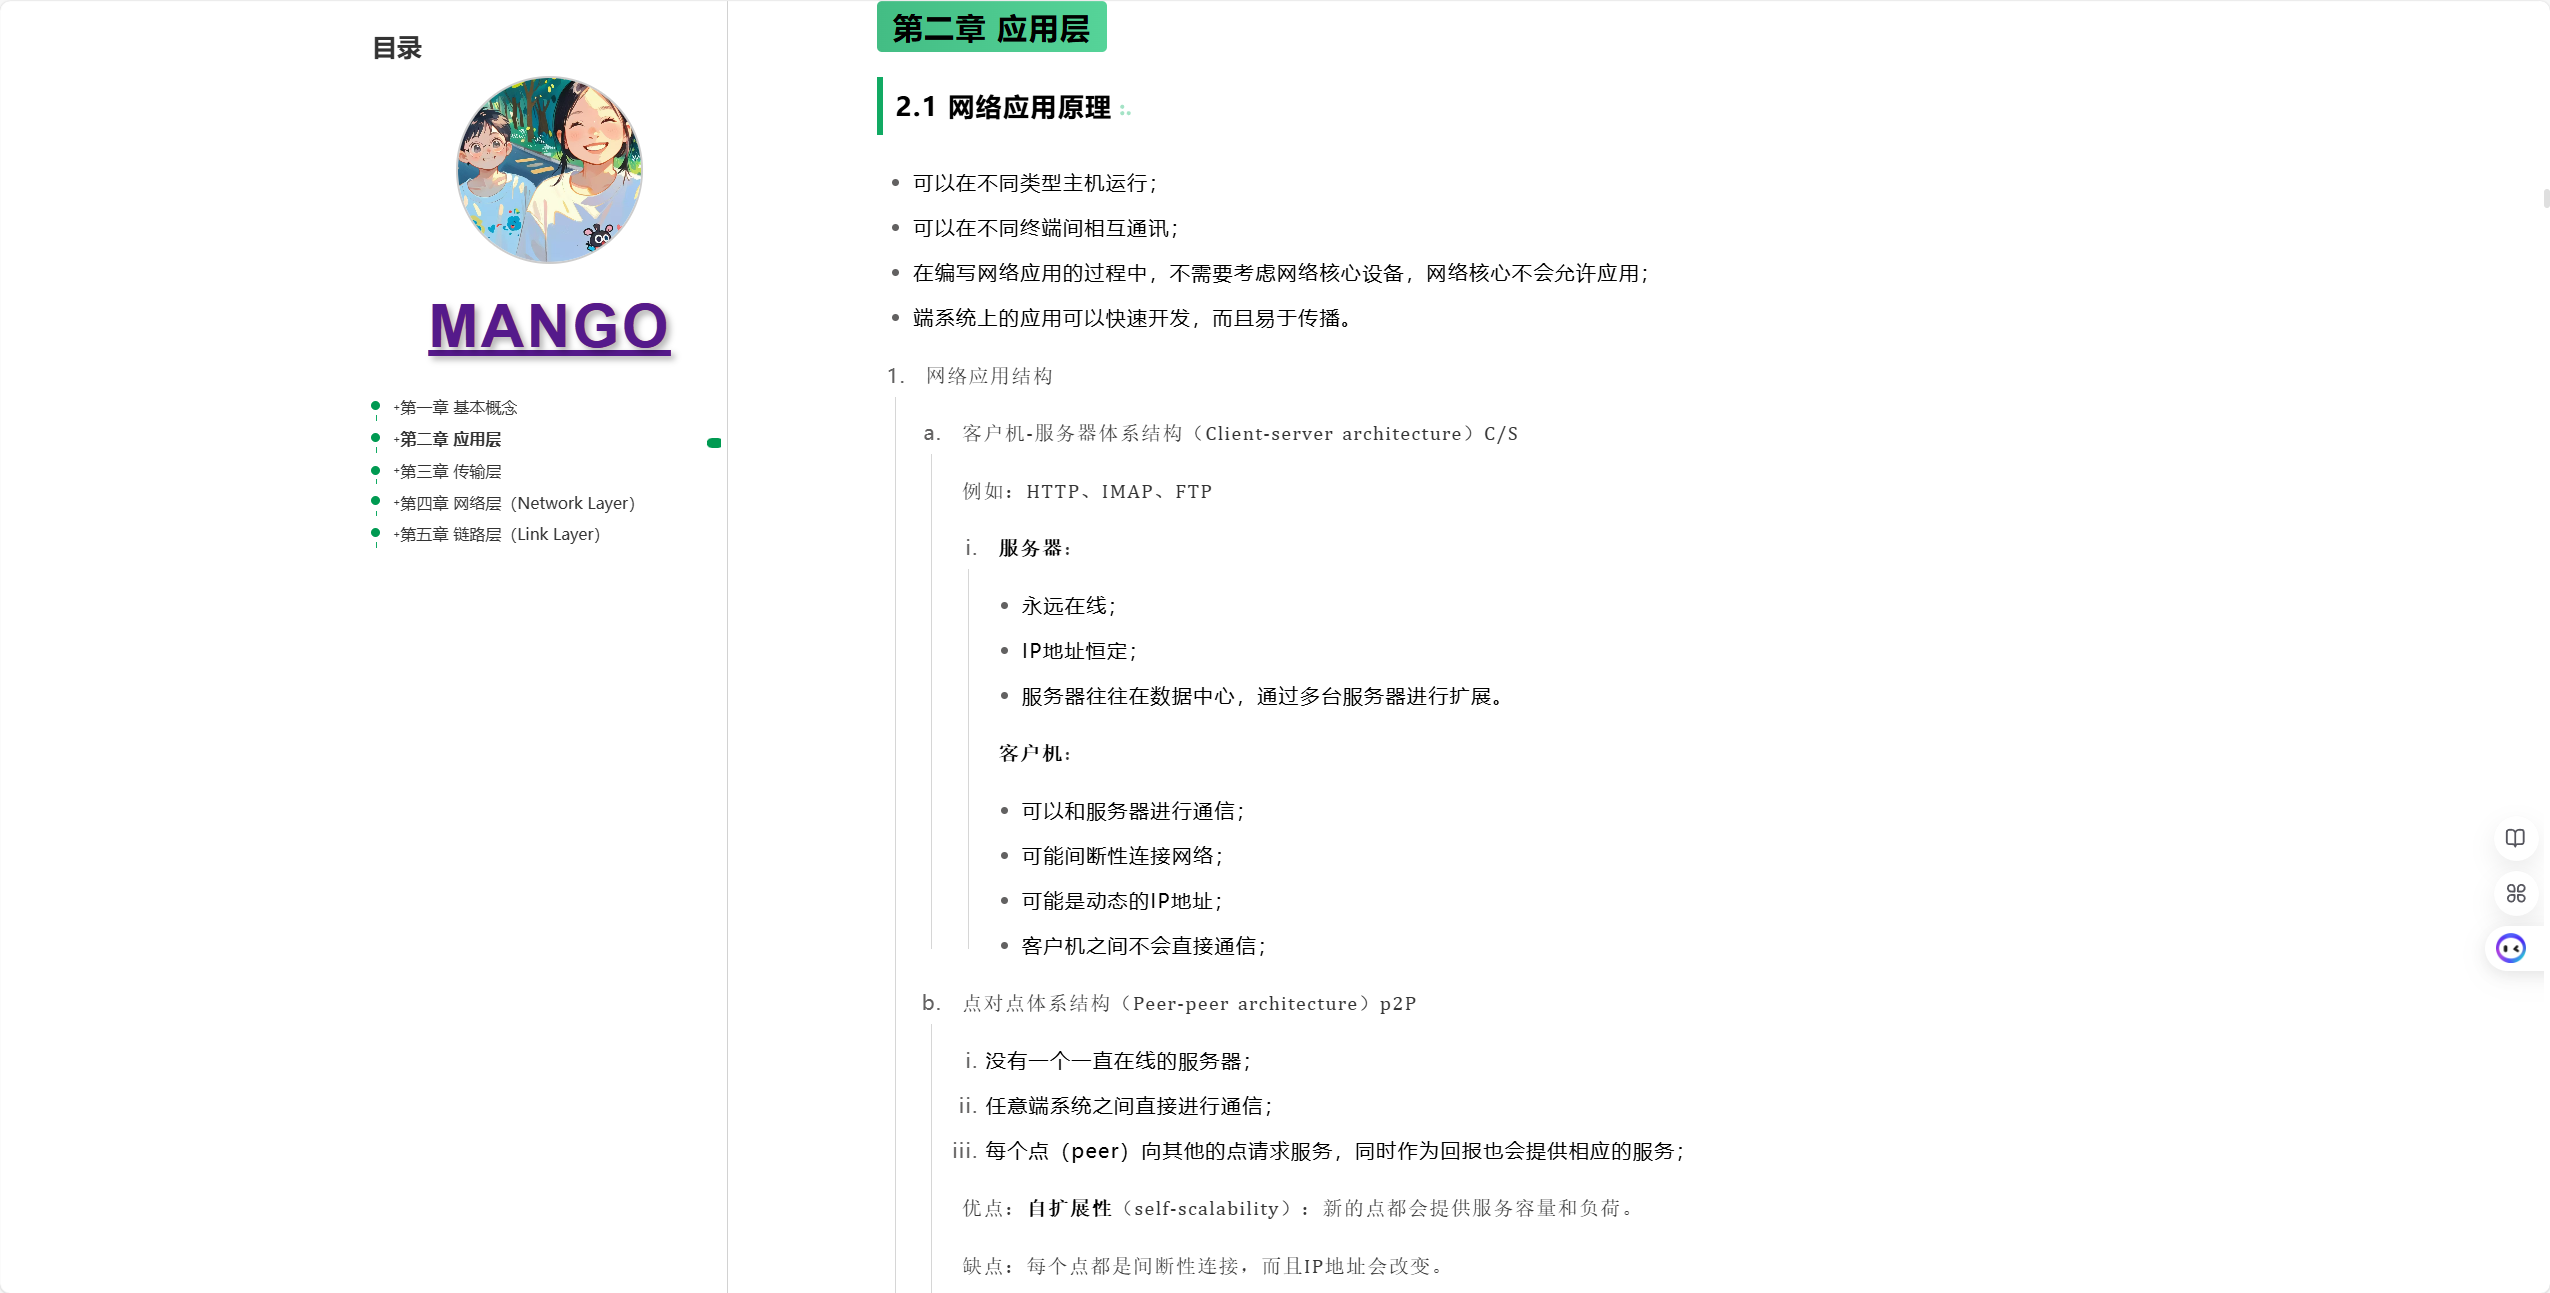 目录
MANGO
+第一章 基本概念
+第二章 应用层
+第三章 传输层
+第四章 网络层（Network Layer）
+第五章 链路层（Link Layer）
第二章 应用层
2.1 网络应用原理
• 可以在不同类型主机运行；
• 可以在不同终端间相互通讯；
• 在编写网络应用的过程中，不需要考虑网络核心设备，网络核心不会允许应用；
• 端系统上的应用可以快速开发，而且易于传播。
1. 网络应用结构
a. 客户机-服务器体系结构（Client-server architecture）C/S
例如：HTTP、IMAP、FTP
i. 服务器：
• 永远在线；
• IP地址恒定；
• 服务器往往在数据中心，通过多台服务器进行扩展。
客户机：
• 可以和服务器进行通信；
• 可能间断性连接网络；
• 可能是动态的IP地址；
• 客户机之间不会直接通信；
b. 点对点体系结构（Peer-peer architecture）p2P
i. 没有一个一直在线的服务器；
ii. 任意端系统之间直接进行通信；
iii. 每个点（peer）向其他的点请求服务，同时作为回报也会提供相应的服务；
优点：自扩展性（self-scalability）：新的点都会提供服务容量和负荷。
缺点：每个点都是间断性连接，而且IP地址会改变。